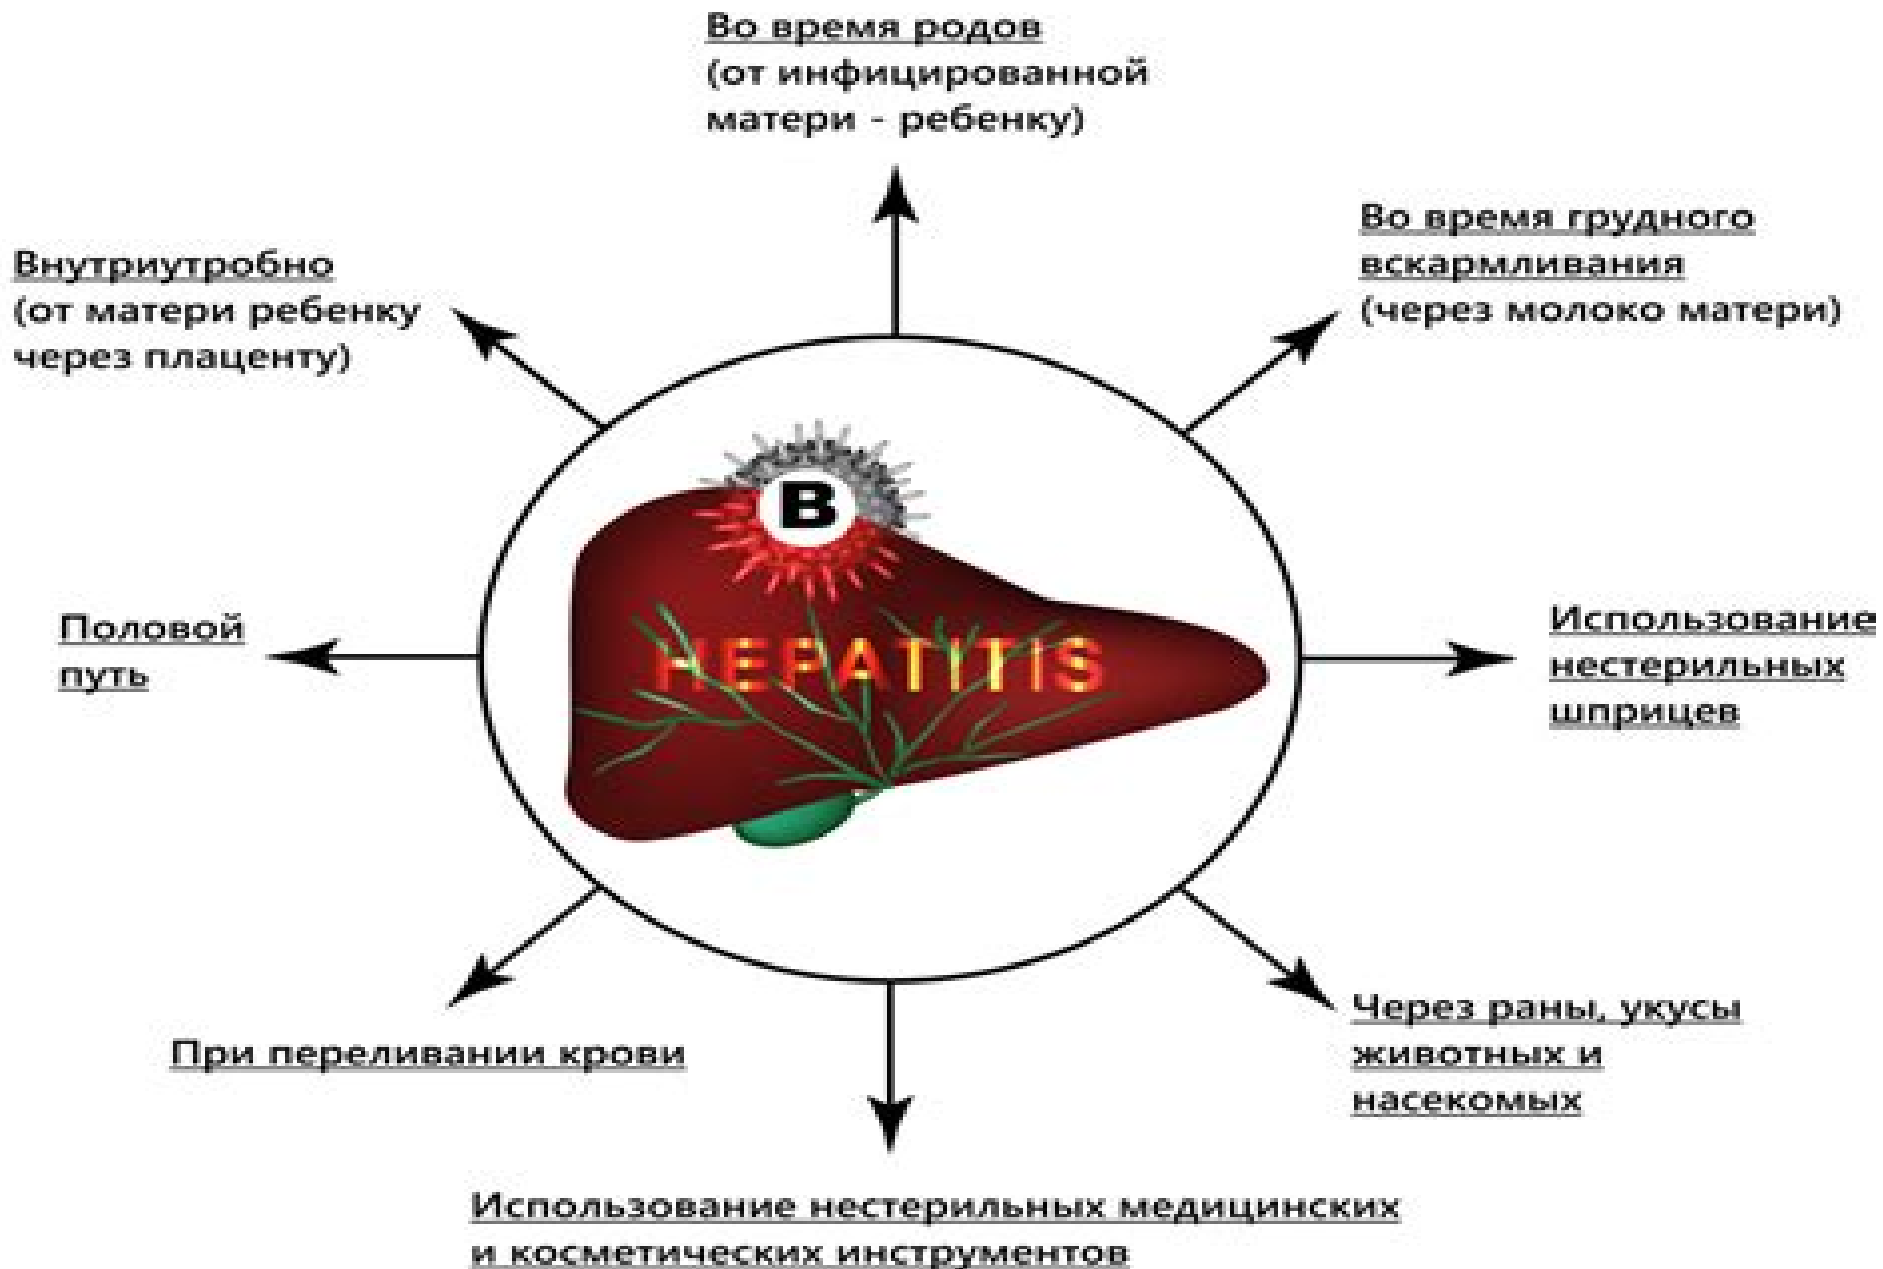 Во время родов
(от инфицированной
матери - ребенку)
Во время грудного
вскармливания
(через молоко матери)
Внутриутробно
(от матери ребенку
через плаценту)
B
HEPATITIS
Половой
путь
Использование
нестерильных
шприцев
При переливании крови
Через раны, укусы
животных и
насекомых
Использование нестерильных медицинских
и косметических инструментов